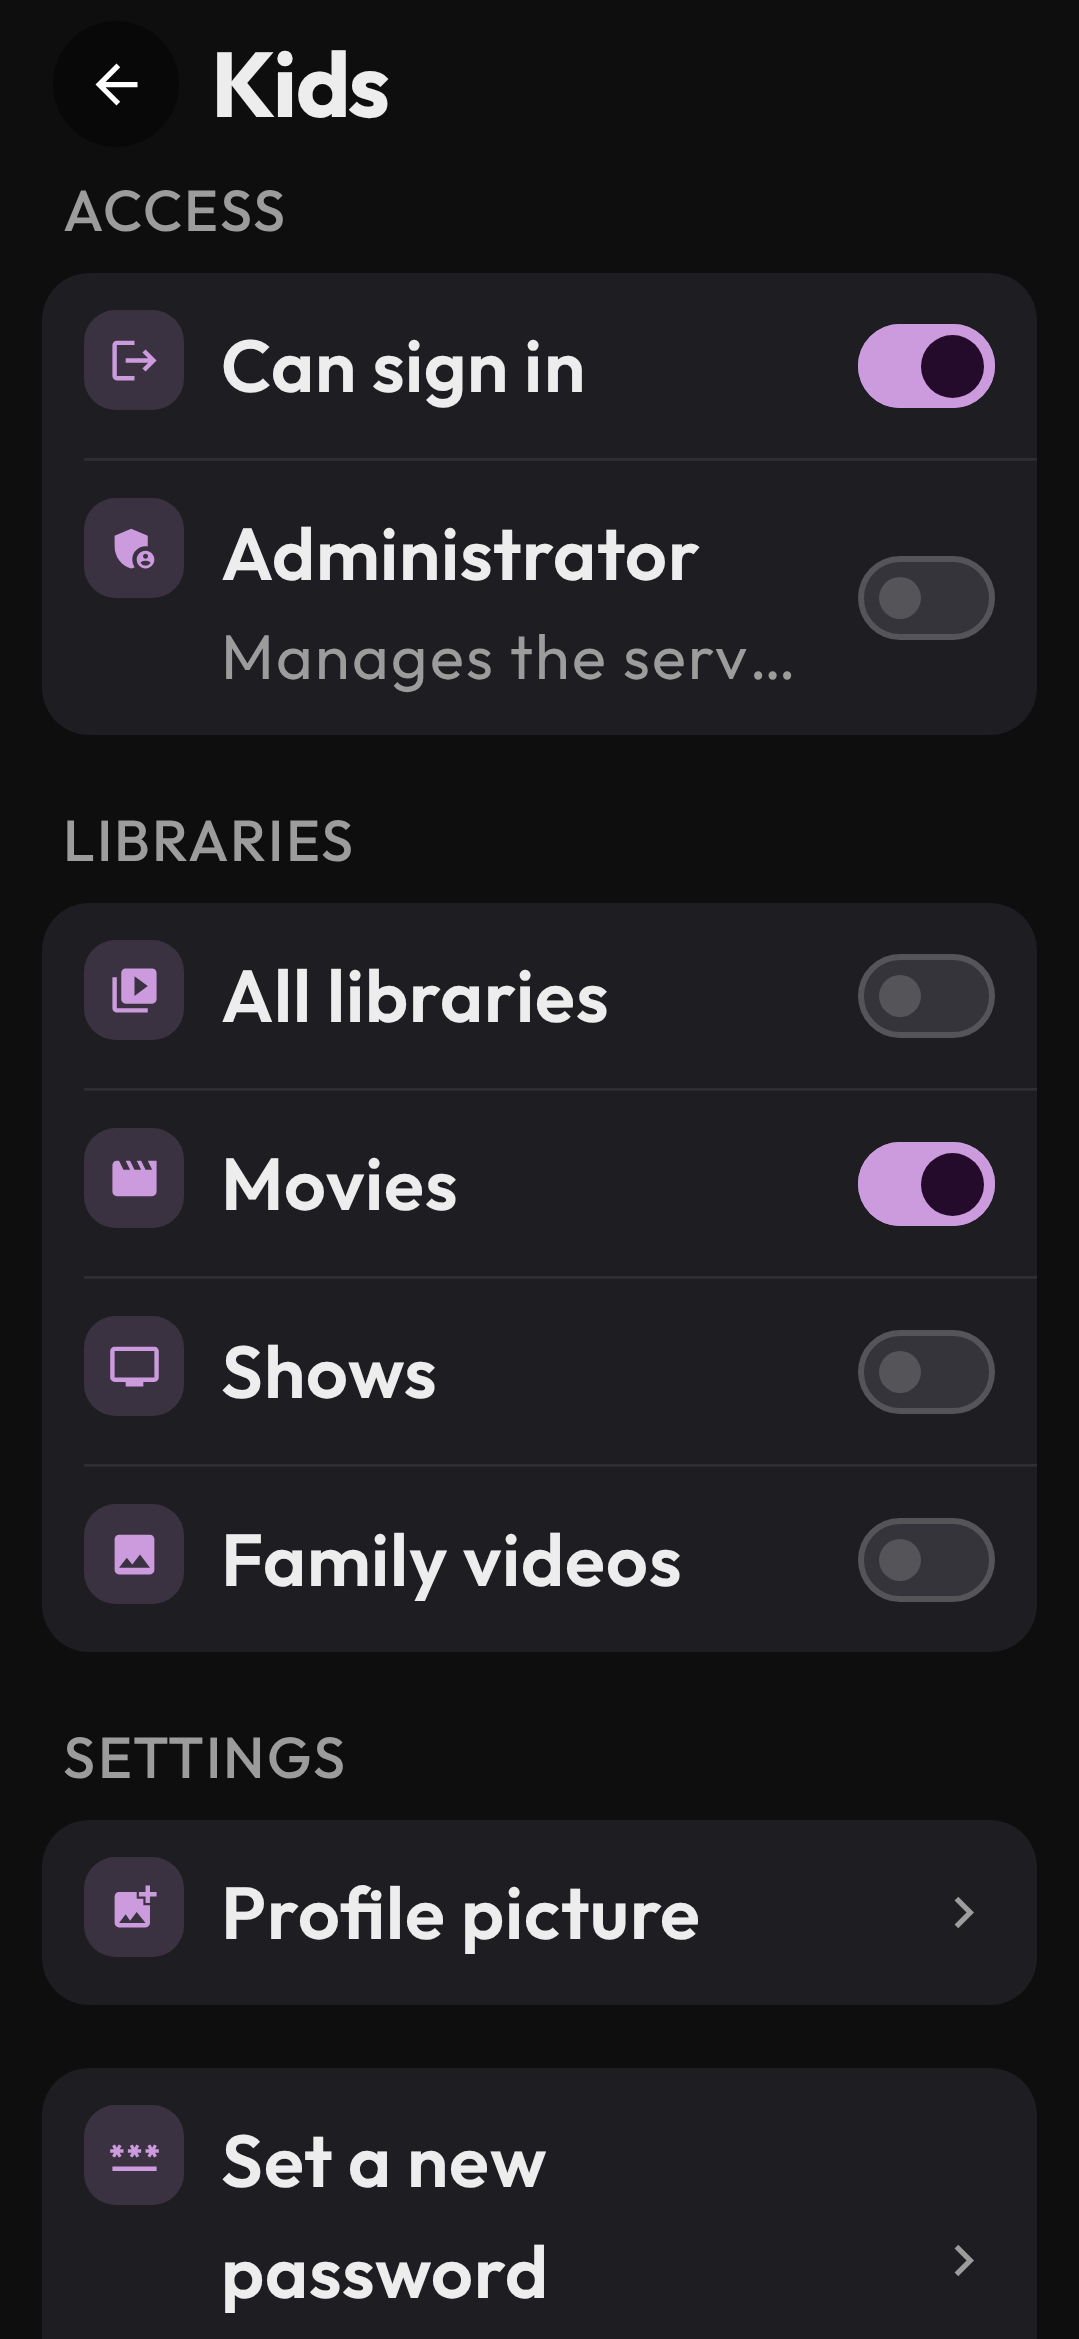 Kids
ACCESS
Can sign in
Administrator
Manages the serv...
LIBRARIES
All libraries
Movies
Shows
Family videos
SETTINGS
Profile picture
Set a new
password